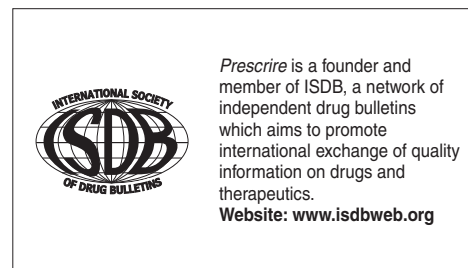 INTERNATIONAL SOCIETY
ISDB
OF DRUG BULLETINS
Prescrire is a founder and
member of ISDB, a network of
independent drug bulletins
which aims to promote
international exchange of quality
information on drugs and
therapeutics.
Website: www.isdbweb.org